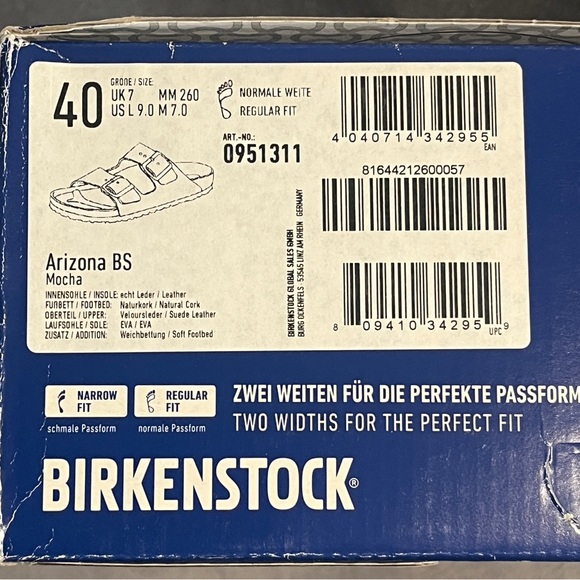 40
GRÖßE / SIZE
UK 7 MM 260
US L 9.0 M 7.0
NORMALE WEITE
REGULAR FIT
ART.-NO.:
0951311
4 040714 342955
EAN
81644212600057
8 09410 34295 9
UPC
BIRKENSTOCK GLOBAL SALES GMBH
BURG OCKENFELS · 53545 LINZ AM RHEIN · GERMANY
Arizona BS
Mocha
INNENSOHLE / INSOLE: echt Leder / Leather
FUßBETT / FOOTBED: Naturkork / Natural Cork
OBERTEIL / UPPER: Veloursleder / Suede Leather
LAUFSOHLE / SOLE: EVA / EVA
ZUSATZ / ADDITION: Weichbettung / Soft Footbed
NARROW
FIT
schmale Passform
REGULAR
FIT
normale Passform
ZWEI WEITEN FÜR DIE PERFEKTE PASSFORM
TWO WIDTHS FOR THE PERFECT FIT
BIRKENSTOCK®